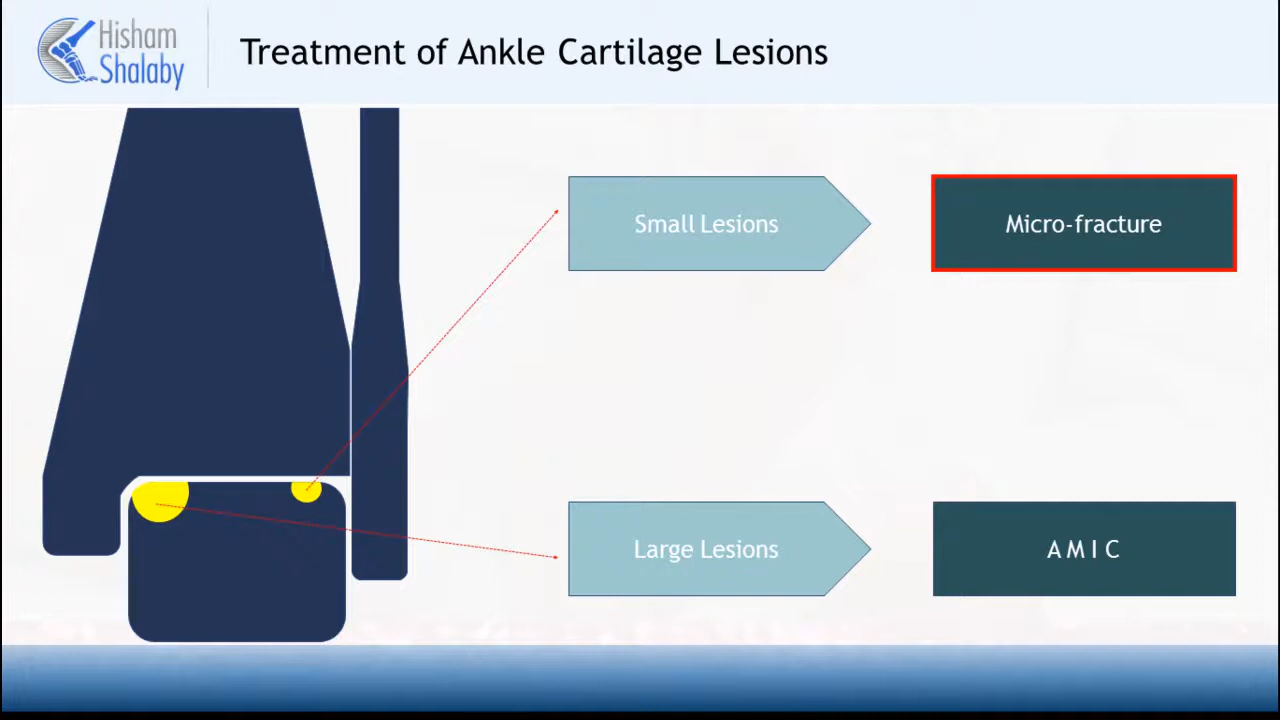 Hisham
Shalaby
Treatment of Ankle Cartilage Lesions
Small Lesions
Micro-fracture
Large Lesions
A M I C